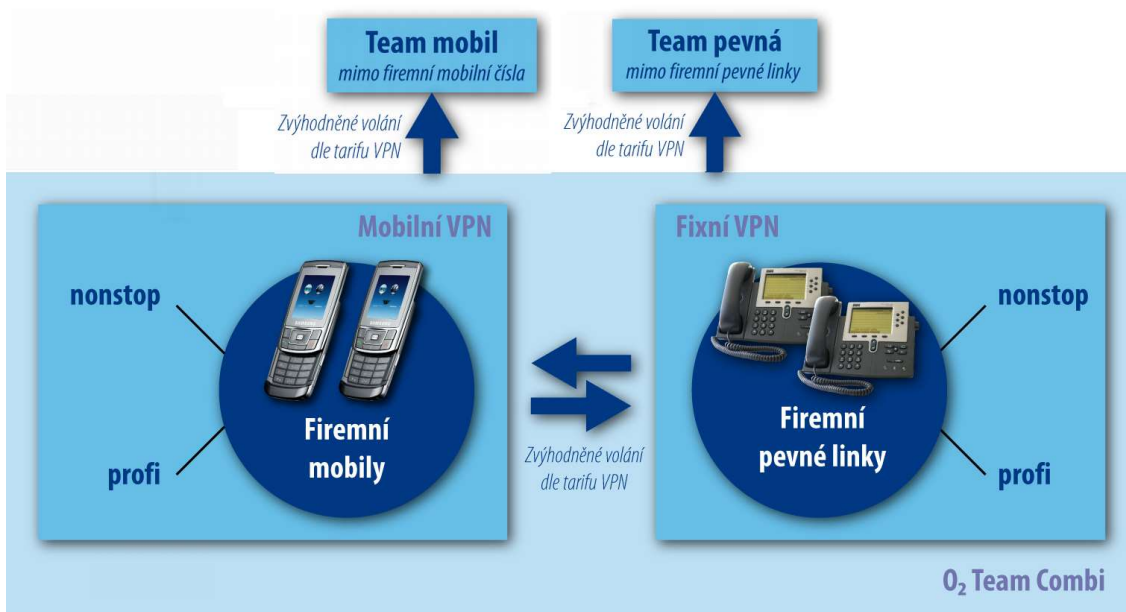 Team mobil
mimo firemní mobilní čísla
Team pevná
mimo firemní pevné linky
Zvýhodněné volání
dle tarifu VPN
Zvýhodněné volání
dle tarifu VPN
Mobilní VPN
nonstop
profi
Firemní
mobily
Zvýhodněné volání
dle tarifu VPN
Fixní VPN
nonstop
profi
Firemní
pevné linky
O₂ Team Combi